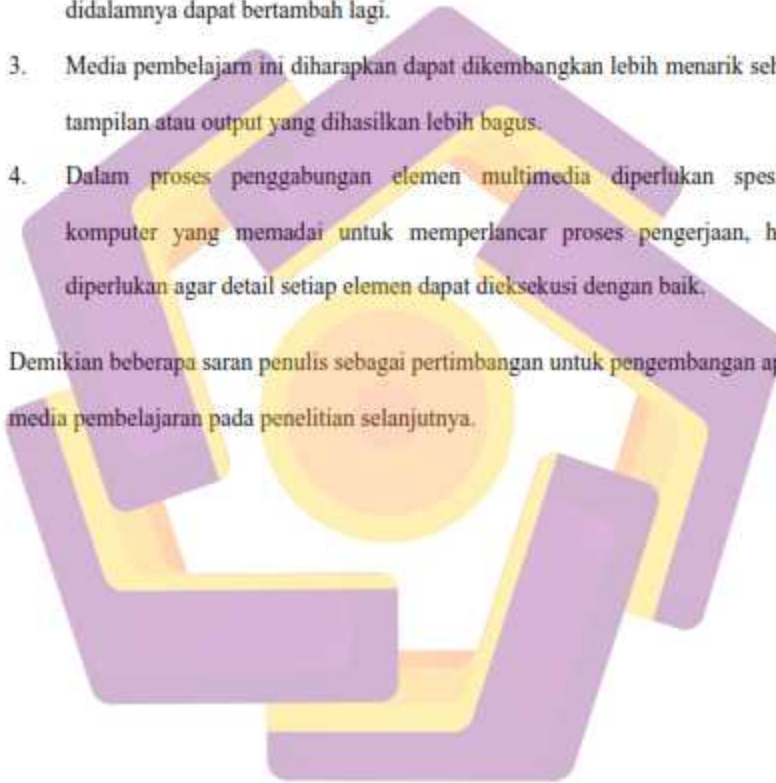 didalamnya dapat bertambah lagi.
3. Media pembelajarn ini diharapkan dapat dikembangkan lebih menarik
tampilan atau output yang dihasilkan lebih bagus.
4. Dalam proses penggabungan elemen multimedia diperlukan
komputer yang memadai untuk memperlancar proses pengerjaan,
diperlukan agar detail setiap elemen dapat dieksekusi dengan baik.
Demikian beberapa saran penulis sebagai pertimbangan untuk pengembangan
media pembelajaran pada penelitian selanjutnya.